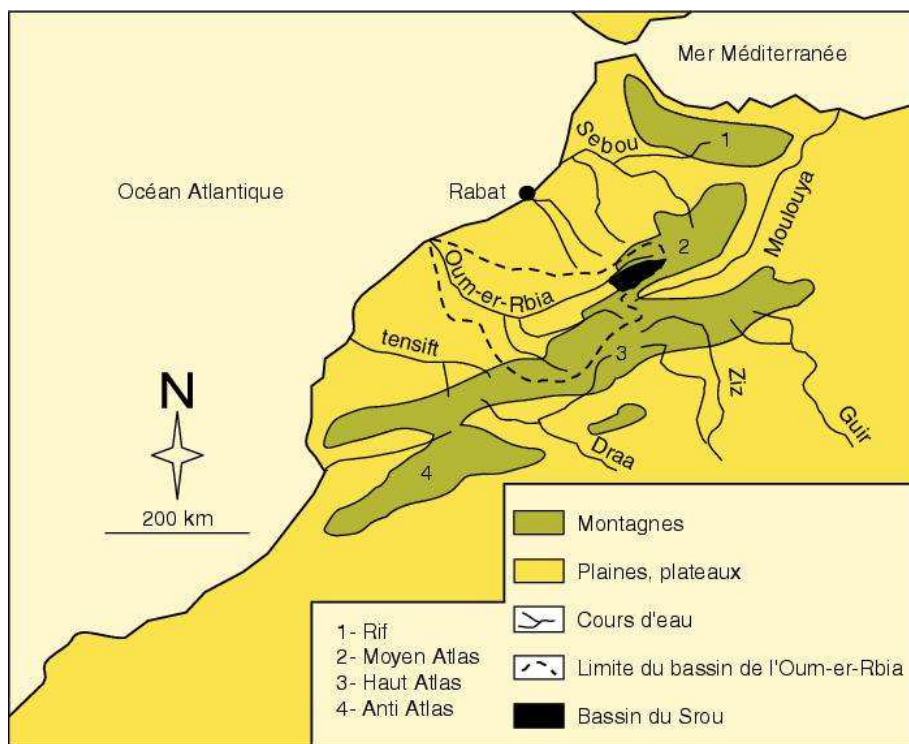 Mer Méditerranée
1
Sebou
Océan Atlantique
Rabat
Moulouya
2
Oum-er-Rbia
tensift
3
Ziz
N
Guir
Draa
4
200 km
Montagnes
Plaines, plateaux
Cours d'eau
Limite du bassin de l'Oum-er-Rbia
Bassin du Srou
1- Rif
2- Moyen Atlas
3- Haut Atlas
4- Anti Atlas